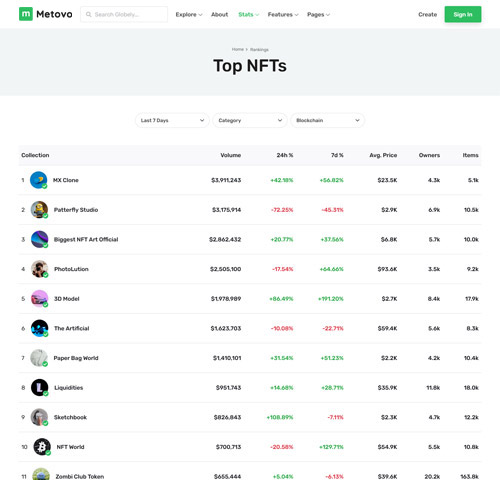 m Metovo
Search Globely...
Explore About Stats Features Pages
Create Sign In
Home > Rankings
Top NFTs
Last 7 Days Category Blockchain
Collection Volume 24h % 7d % Avg. Price Owners Items
1 MX Clone $3,911,243 +42.18% +56.82% $23.5K 4.3k 5.1k
2 Patterfly Studio $3,175,914 -72.25% -45.31% $2.9K 6.9k 10.5k
3 Biggest NFT Art Official $2,862,432 +20.77% +37.56% $6.8K 5.7k 10.0k
4 PhotoLution $2,505,100 -17.54% +64.66% $93.6K 3.5k 9.2k
5 3D Model $1,978,989 +86.49% +191.20% $2.7K 8.4k 17.9k
6 The Artificial $1,623,703 -10.08% -22.71% $59.4K 5.6k 8.3k
7 Paper Bag World $1,410,101 +31.54% +51.23% $2.2K 4.2k 10.4k
8 Liquidities $951,743 +14.68% +28.71% $35.9K 11.8k 18.0k
9 Sketchbook $826,843 +108.89% -7.11% $2.3K 4.7k 12.2k
10 NFT World $700,713 -20.58% +129.71% $54.9K 5.5k 10.8k
11 Zombi Club Token $655,444 +5.04% -6.13% $39.6K 20.2k 393.8k